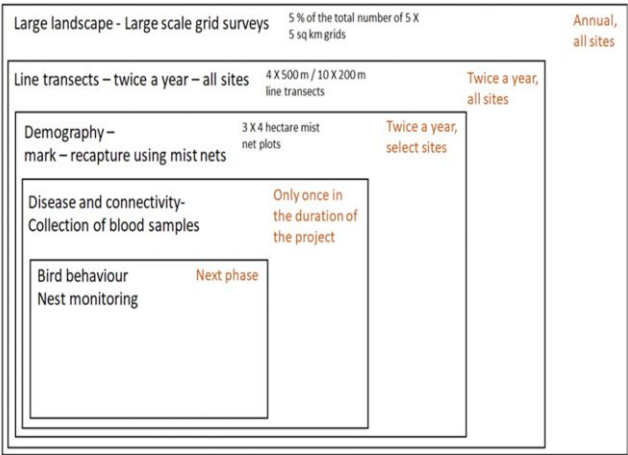 Large landscape - Large scale grid surveys
5 % of the total number of 5 X
5 sq km grids
Annual,
all sites
Line transects – twice a year – all sites
4 X 500 m / 10 X 200 m
line transects
Twice a year,
all sites
Demography –
mark – recapture using mist nets
3 X 4 hectare mist
net plots
Twice a year,
select sites
Disease and connectivity-
Collection of blood samples
Only once in
the duration of
the project
Bird behaviour
Nest monitoring
Next phase